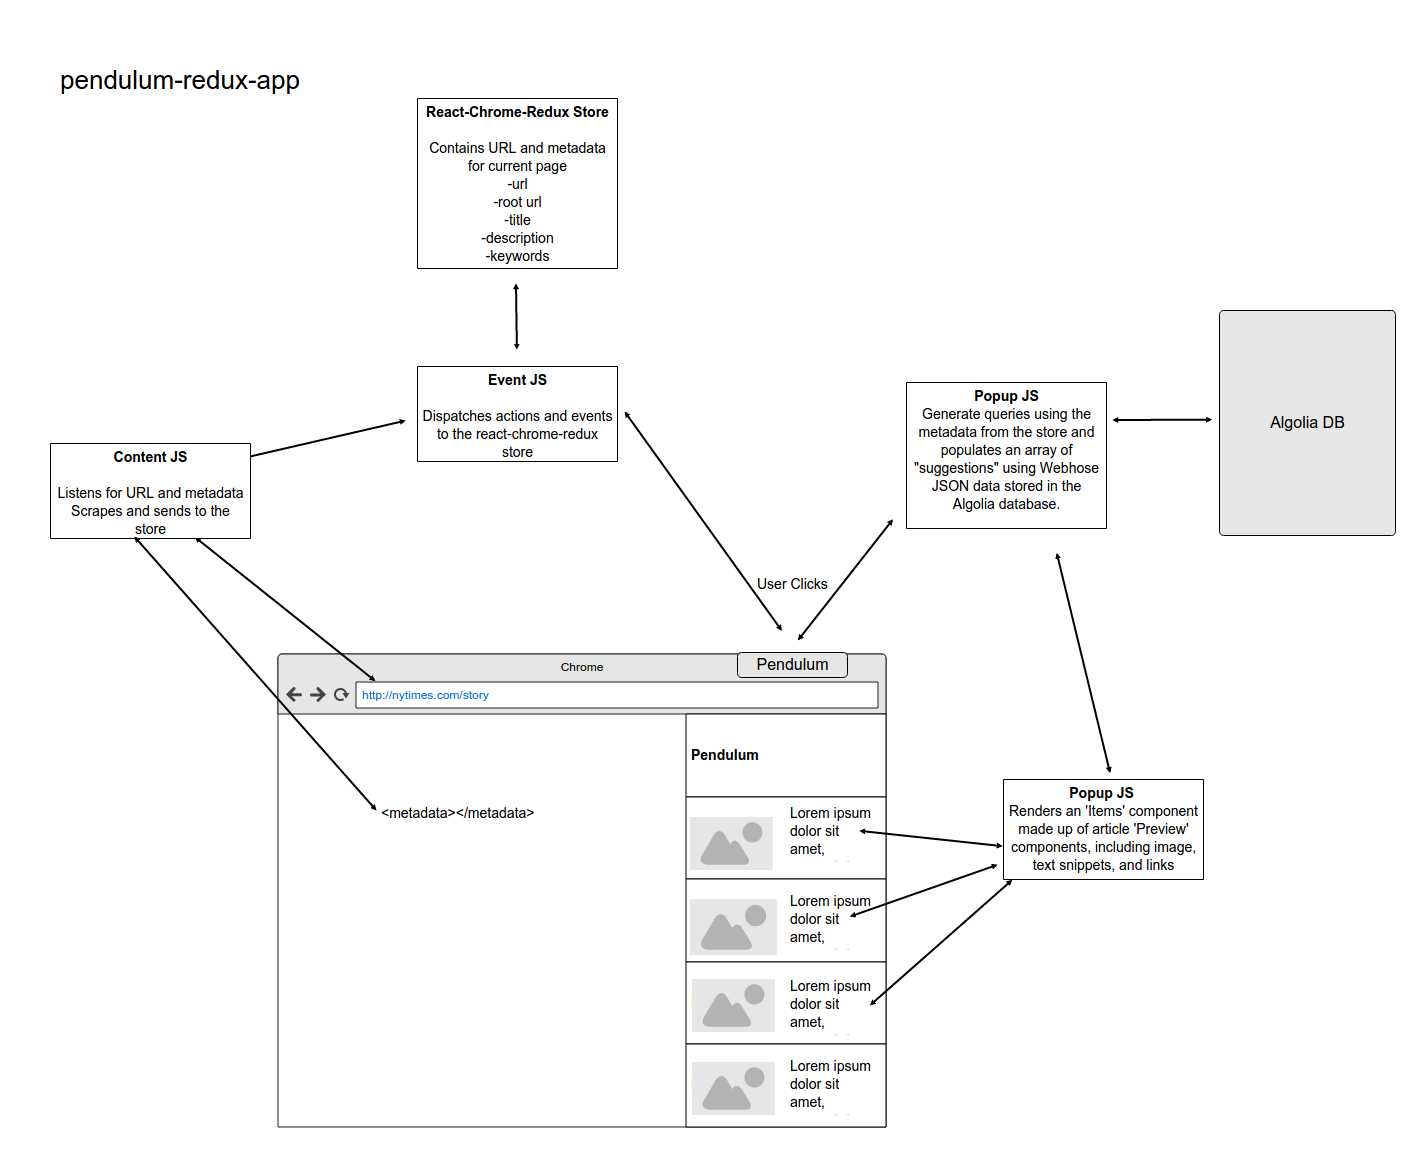 pendulum-redux-app
React-Chrome-Redux Store
Contains URL and metadata
for current page
-url
-root url
-title
-description
-keywords
Event JS
Dispatches actions and events
to the react-chrome-redux
store
Content JS
Listens for URL and metadata
Scrapes and sends to the
store
Popup JS
Generate queries using the
metadata from the store and
populates an array of
"suggestions" using Webhose
JSON data stored in the
Algolia database.
Algolia DB
User Clicks
Chrome
Pendulum
http://nytimes.com/story
Pendulum
<metadata></metadata>
Lorem ipsum
dolor sit
amet,
Lorem ipsum
dolor sit
amet,
Lorem ipsum
dolor sit
amet,
Lorem ipsum
dolor sit
amet,
Popup JS
Renders an 'Items' component
made up of article 'Preview'
components, including image,
text snippets, and links